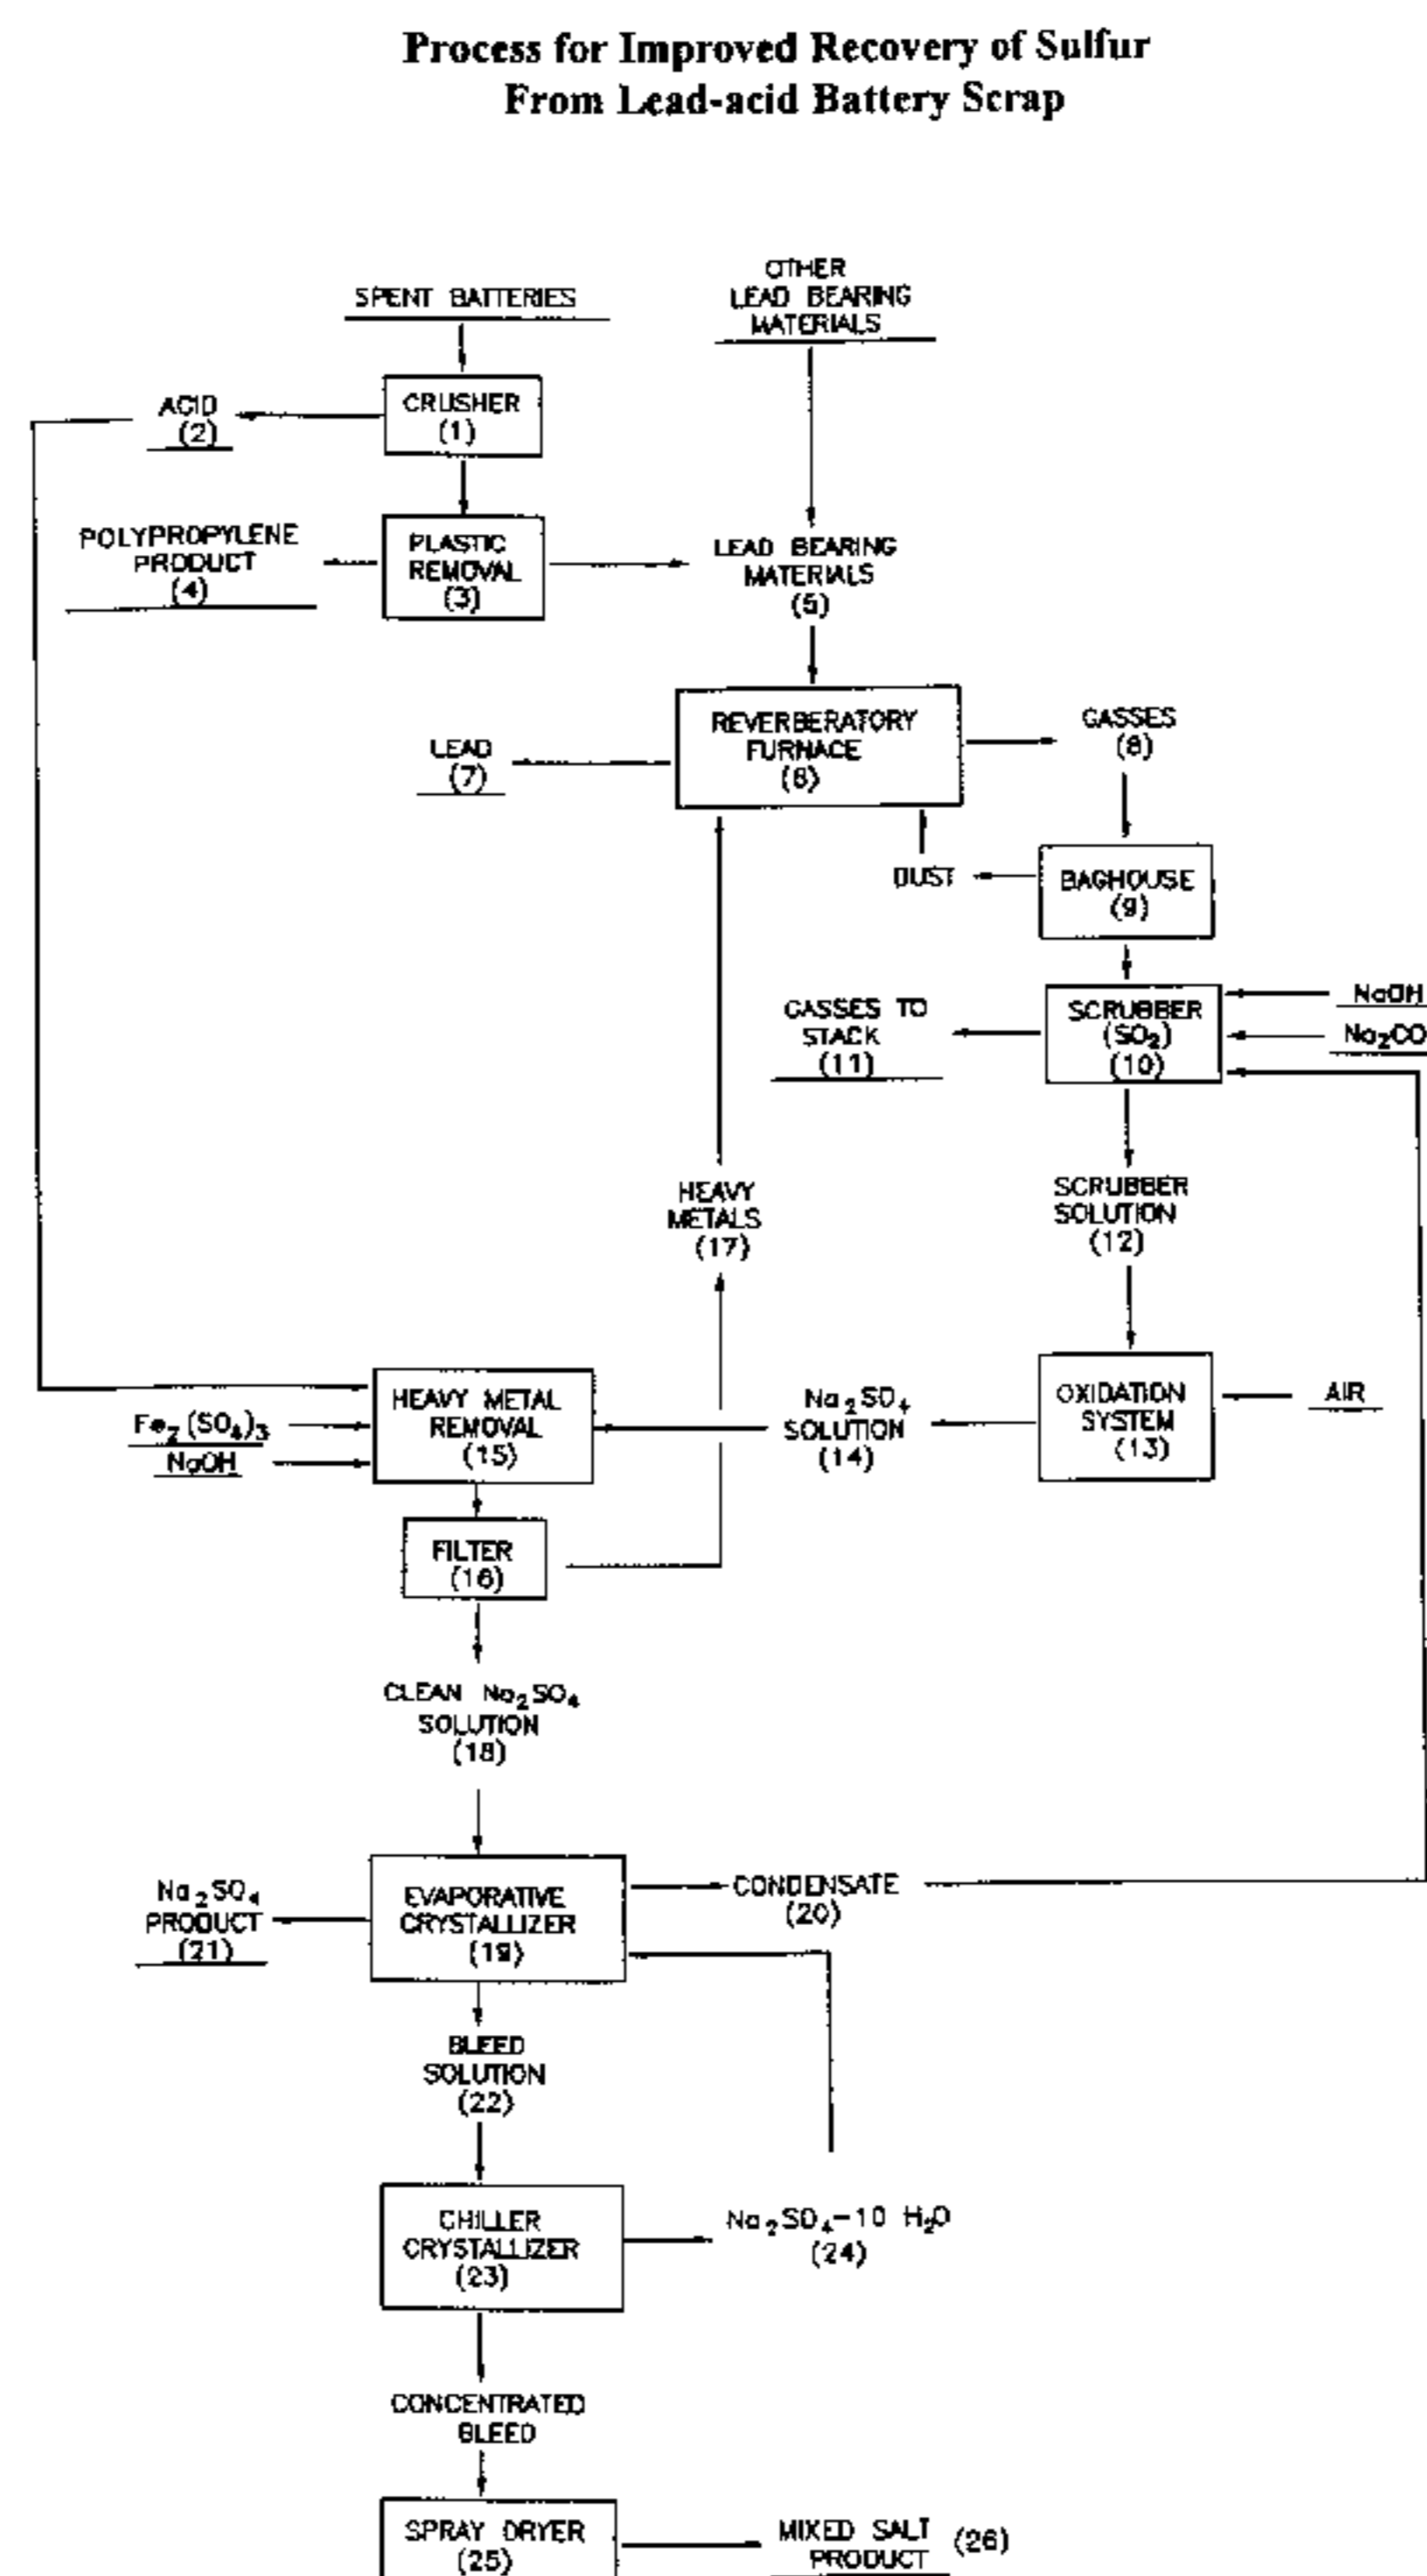 Process for Improved Recovery of Sulfur
From Lead-acid Battery Scrap
OTHER
LEAD BEARING
MATERIALS
SPENT BATTERIES
ACID
(2)
CRUSHER
(1)
POLYPROPYLENE
PRODUCT
(4)
PLASTIC
REMOVAL
(3)
LEAD BEARING
MATERIALS
(5)
LEAD
(7)
REVERBERATORY
FURNACE
(6)
GASSES
(8)
DUST
BAGHOUSE
(9)
GASSES TO
STACK
(11)
SCRUBBER
(SO₂)
(10)
NaOH
Na₂CO
HEAVY
METALS
(17)
SCRUBBER
SOLUTION
(12)
Fe₂(SO₄)₃
NaOH
HEAVY METAL
REMOVAL
(15)
Na₂SO₄
SOLUTION
(14)
OXIDATION
SYSTEM
(13)
AIR
FILTER
(16)
CLEAN Na₂SO₄
SOLUTION
(18)
Na₂SO₄
PRODUCT
(21)
EVAPORATIVE
CRYSTALLIZER
(19)
CONDENSATE
(20)
BLEED
SOLUTION
(22)
CHILLER
CRYSTALLIZER
(23)
Na₂SO₄-10 H₂O
(24)
CONCENTRATED
BLEED
SPRAY DRYER
(25)
MIXED SALT (26)
PRODUCT